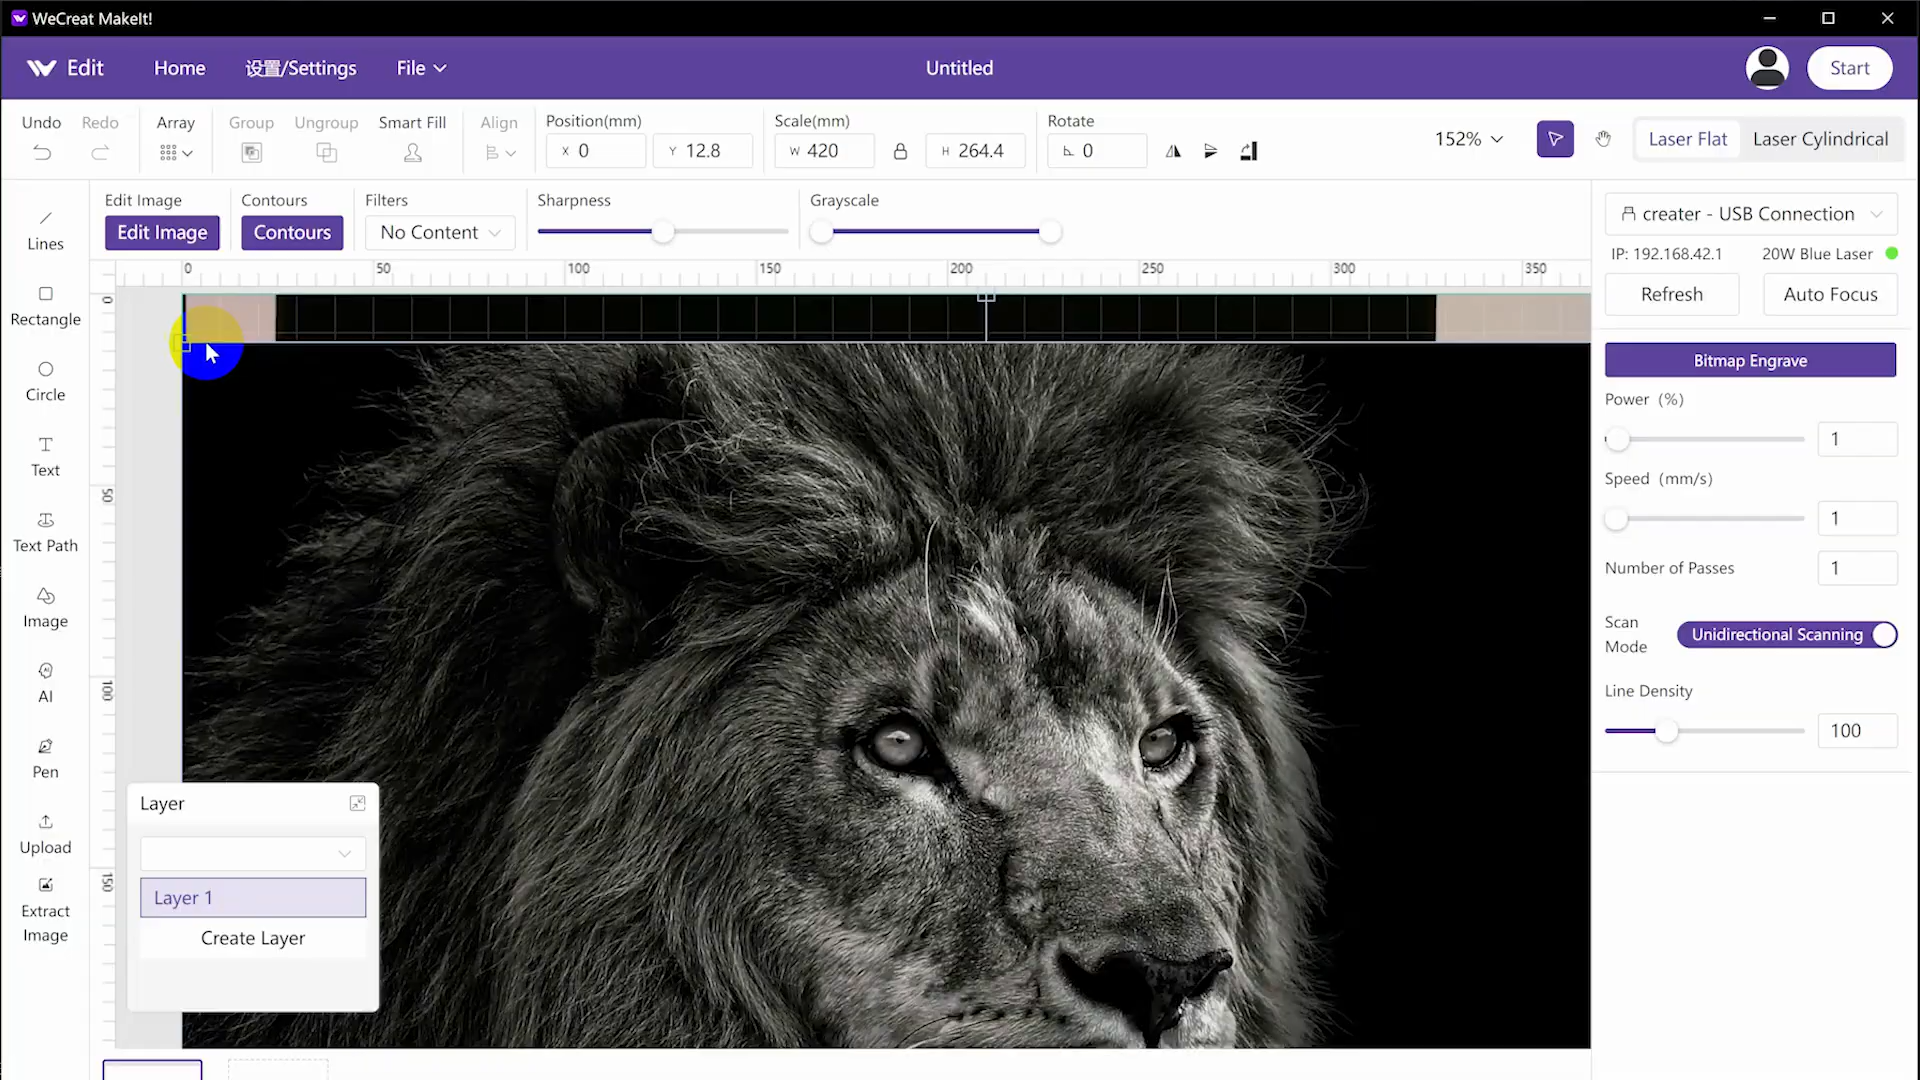 WeCreat MakeIt!
Edit
Home
设置/Settings
File
Untitled
Start
Undo
Redo
Array
Group
Ungroup
Smart Fill
Align
Position(mm)
X 0
Y 12.8
Scale(mm)
W 420
H 264.4
Rotate
0
152%
Laser Flat
Laser Cylindrical
Edit Image
Edit Image
Contours
Contours
Filters
No Content
Sharpness
Grayscale
0 50 100 150 200 250 300 350
0
50
100
150
Lines
Rectangle
Circle
Text
Text Path
Image
AI
Pen
Upload
Extract
Image
Layer
Layer 1
Create Layer
creater - USB Connection
IP: 192.168.42.1
20W Blue Laser
Refresh
Auto Focus
Bitmap Engrave
Power (%)
1
Speed (mm/s)
1
Number of Passes
1
Scan
Mode
Unidirectional Scanning
Line Density
100